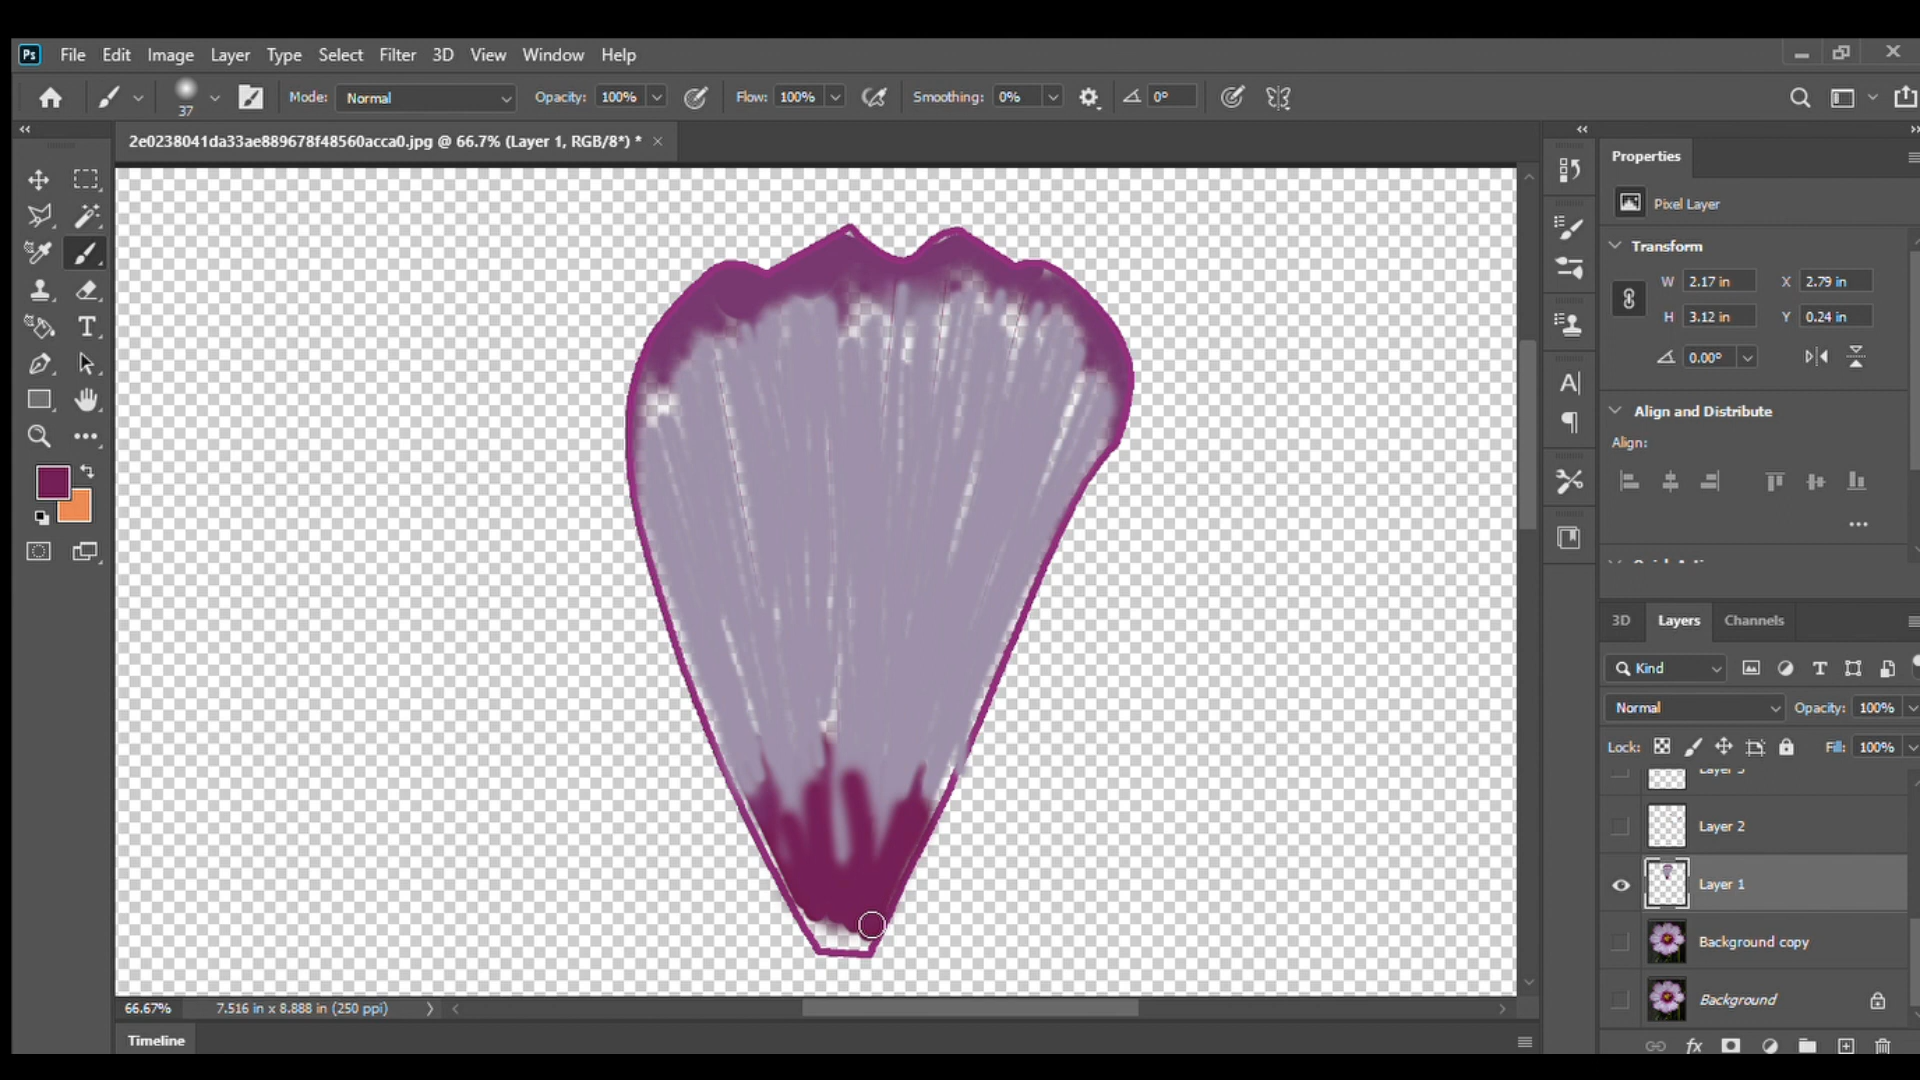 Ps File Edit Image Layer Type Select Filter 3D View Window Help
37 Mode: Normal Opacity: 100% Flow: 100% Smoothing: 0% 0°
2e0238041da33ae889678f48560acca0.jpg @ 66.7% (Layer 1, RGB/8*) * ×
Properties
Pixel Layer
Transform
W 2.17 in X 2.79 in
H 3.12 in Y 0.24 in
0.00°
Align and Distribute
Align:
3D Layers Channels
Kind
Normal Opacity: 100%
Lock: Fill: 100%
Layer 2
Layer 1
Background copy
Background
66.67% 7.516 in x 8.888 in (250 ppi)
Timeline